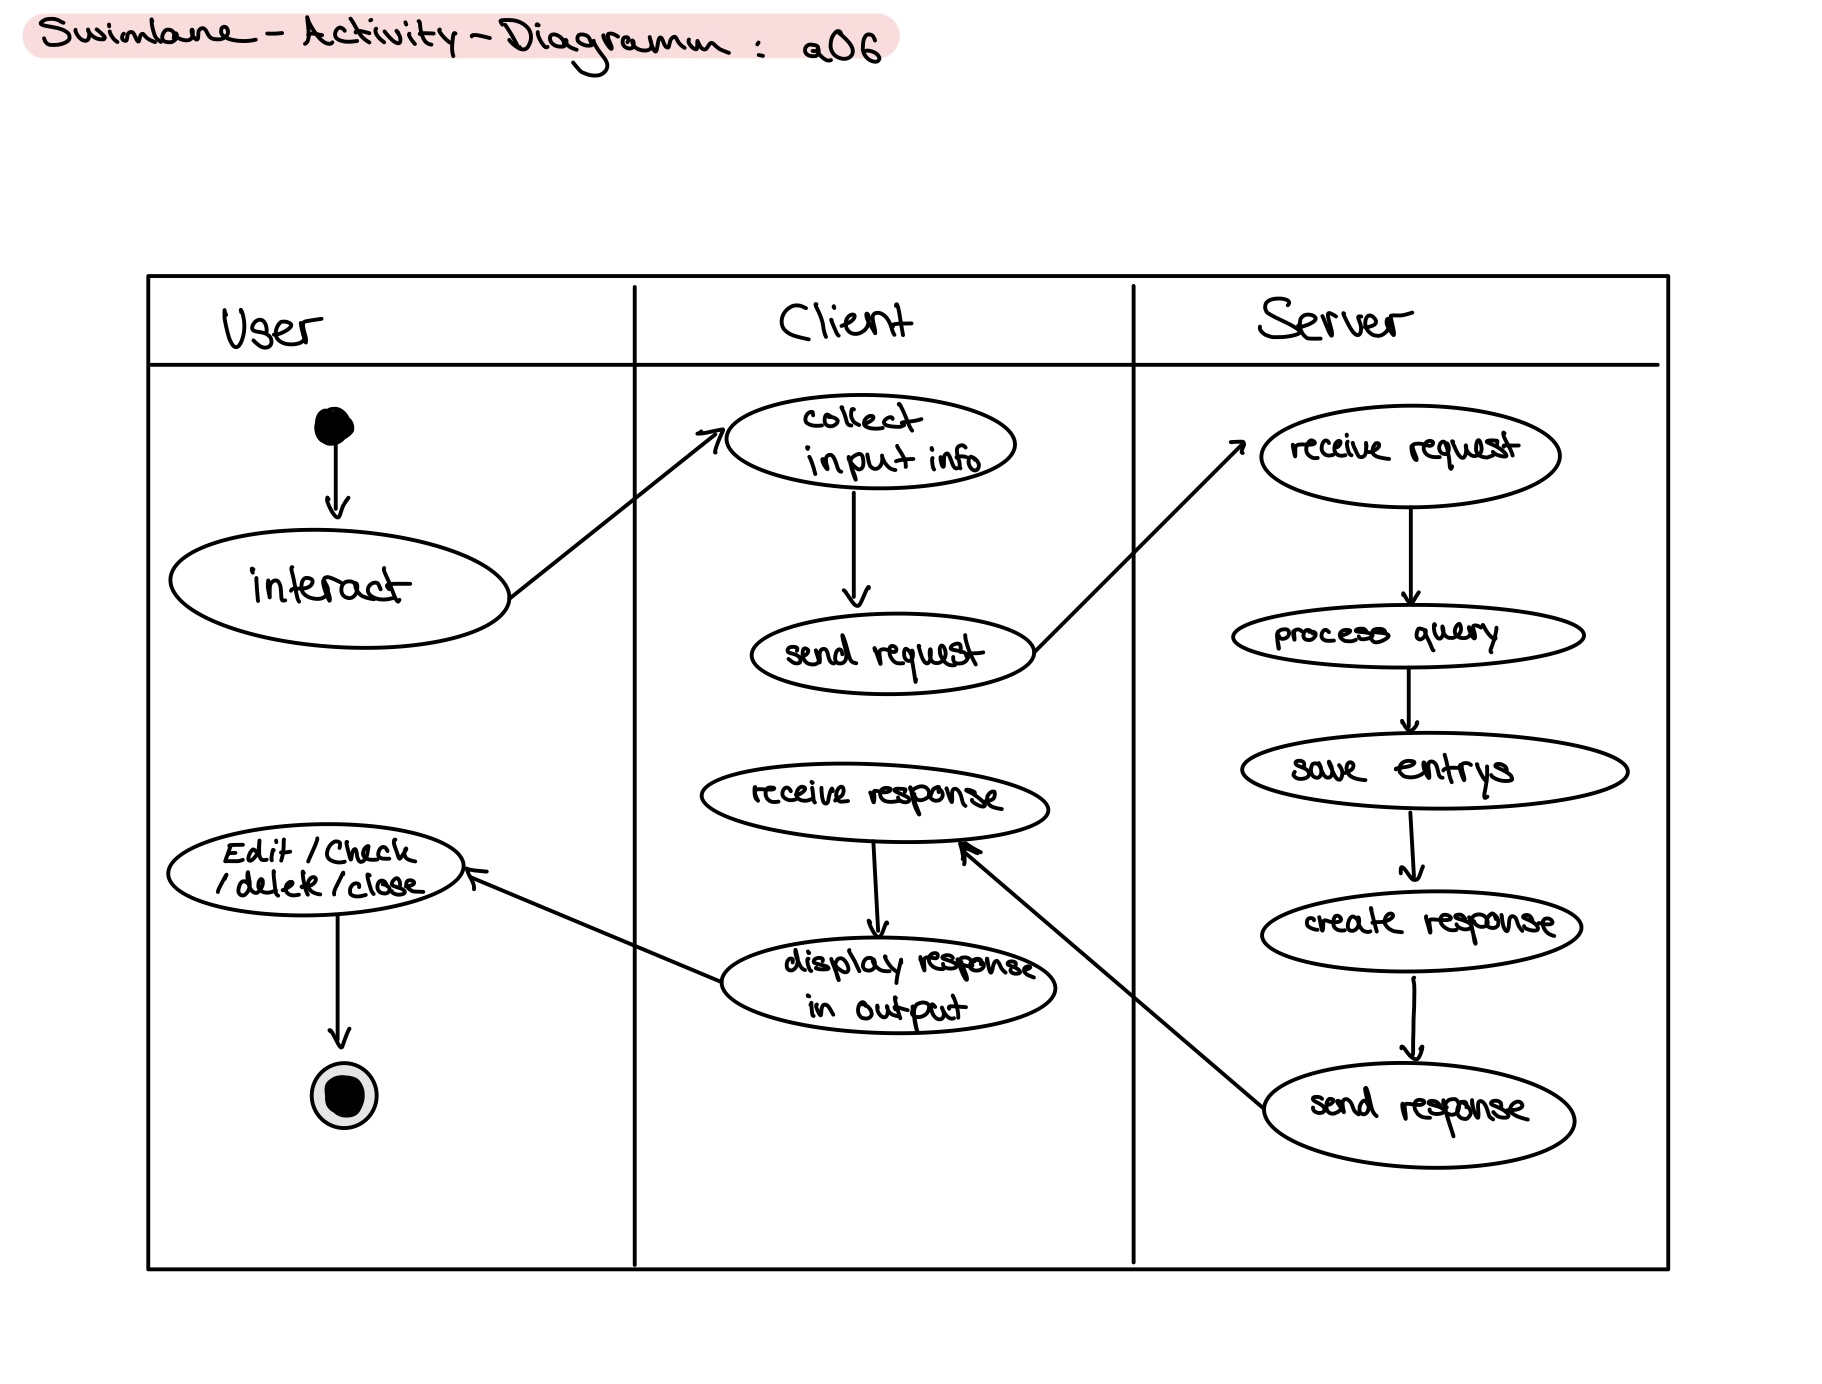 Swimlane-Activity-Diagramm: a06
User
Client
Server
interact
Edit / Check
/ delete / close
collect
input info
send request
receive response
display response
in output
receive request
process query
save entrys
create response
send response